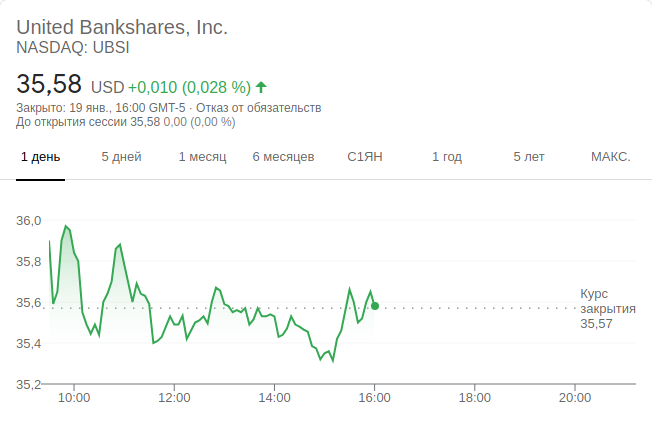 United Bankshares, Inc.
NASDAQ: UBSI
35,58 USD +0,010 (0,028 %)
Закрыто: 19 янв., 16:00 GMT-5 · Отказ от обязательств
До открытия сессии 35,58 0,00 (0,00 %)
1 день 5 дней 1 месяц 6 месяцев С1ЯН 1 год 5 лет МАКС.
36,0
35,8
35,6
35,4
35,2
Курс
закрытия
35,57
10:00 12:00 14:00 16:00 18:00 20:00